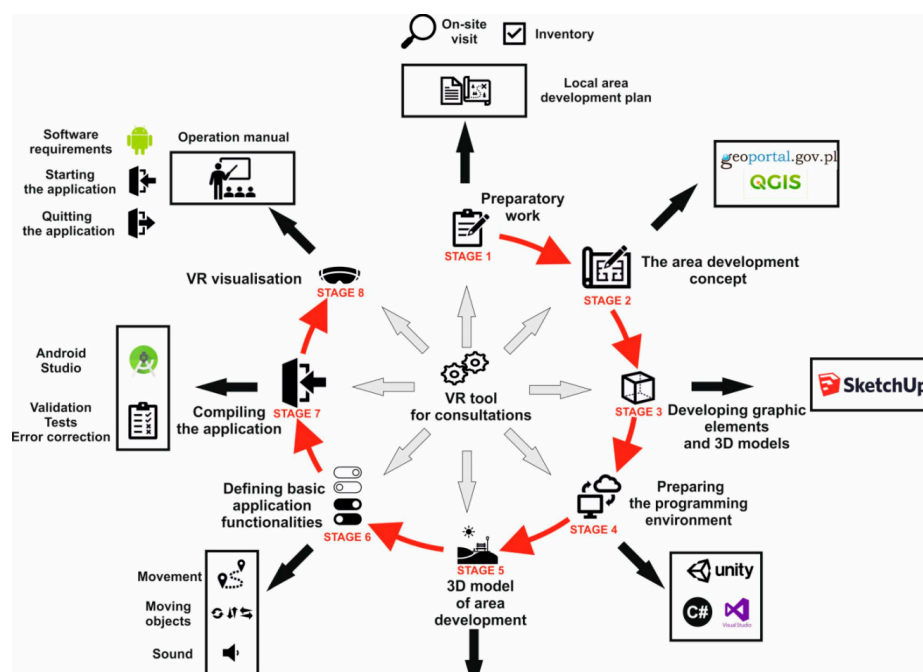 On-site
visit
Inventory
Local area
development plan
Software
requirements
Starting
the application
Quitting
the application
Operation manual
geoportal.gov.pl
QGIS
Preparatory
work
STAGE 1
The area development
concept
STAGE 2
VR visualisation
STAGE 8
Android
Studio
Validation
Tests
Error correction
Compiling
the application
STAGE 7
VR tool
for consultations
STAGE 3
Developing graphic
elements
and 3D models
SketchUp
Defining basic
application
functionalities
STAGE 6
Preparing
the programming
environment
STAGE 4
STAGE 5
3D model
of area
development
Movement
Moving
objects
Sound
unity
C#
Visual Studio